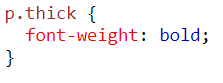 p.thick {
  font-weight: bold;
}